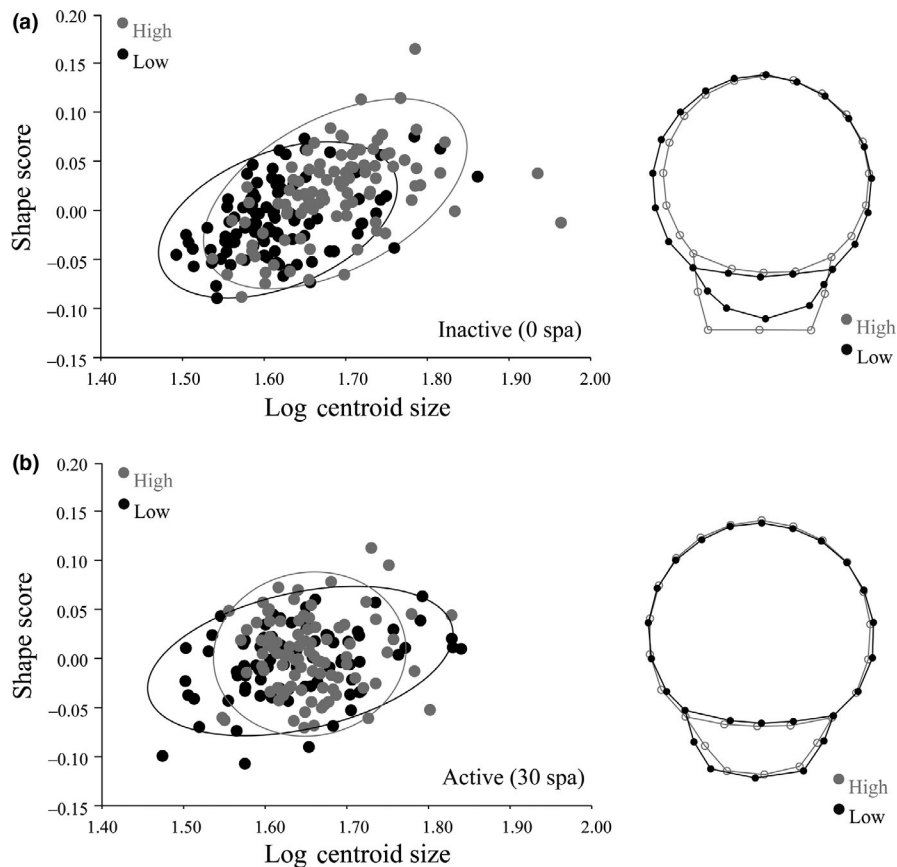 (a)
0.20
High
Low
0.15
0.10
0.05
0.00
−0.05
−0.10
−0.15
Shape score
Inactive (0 spa)
1.40 1.50 1.60 1.70 1.80 1.90 2.00
Log centroid size
High
Low
(b)
0.20
High
Low
0.15
0.10
0.05
0.00
−0.05
−0.10
−0.15
Shape score
Active (30 spa)
1.40 1.50 1.60 1.70 1.80 1.90 2.00
Log centroid size
High
Low